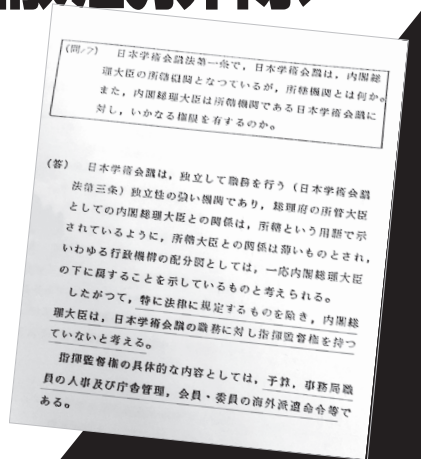 (問ノ7) 日本学術会議法第一条で,日本学術会議は,内閣総
理大臣の所轄機関となつているが,所轄機関とは何か。
また,内閣総理大臣は所轄機関である日本学術会議に
対し,いかなる権限を有するのか。
(答) 日本学術会議は,独立して職務を行う(日本学術会議
法第三条)独立性の強い機関であり,総理府の所管大臣
としての内閣総理大臣との関係は,所轄という用語で示
されているように,所轄大臣との関係は薄いものとされ,
いわゆる行政機構の配分図としては,一応内閣総理大臣
の下に属することを示しているものと考えられる。
したがつて,特に法律に規定するものを除き,内閣総
理大臣は,日本学術会議の職務に対し指揮監督権を持つ
ていないと考える。
指揮監督権の具体的な内容としては,予算,事務局職
員の人事及び庁舎管理,会員・委員の海外派遣命令等で
ある。